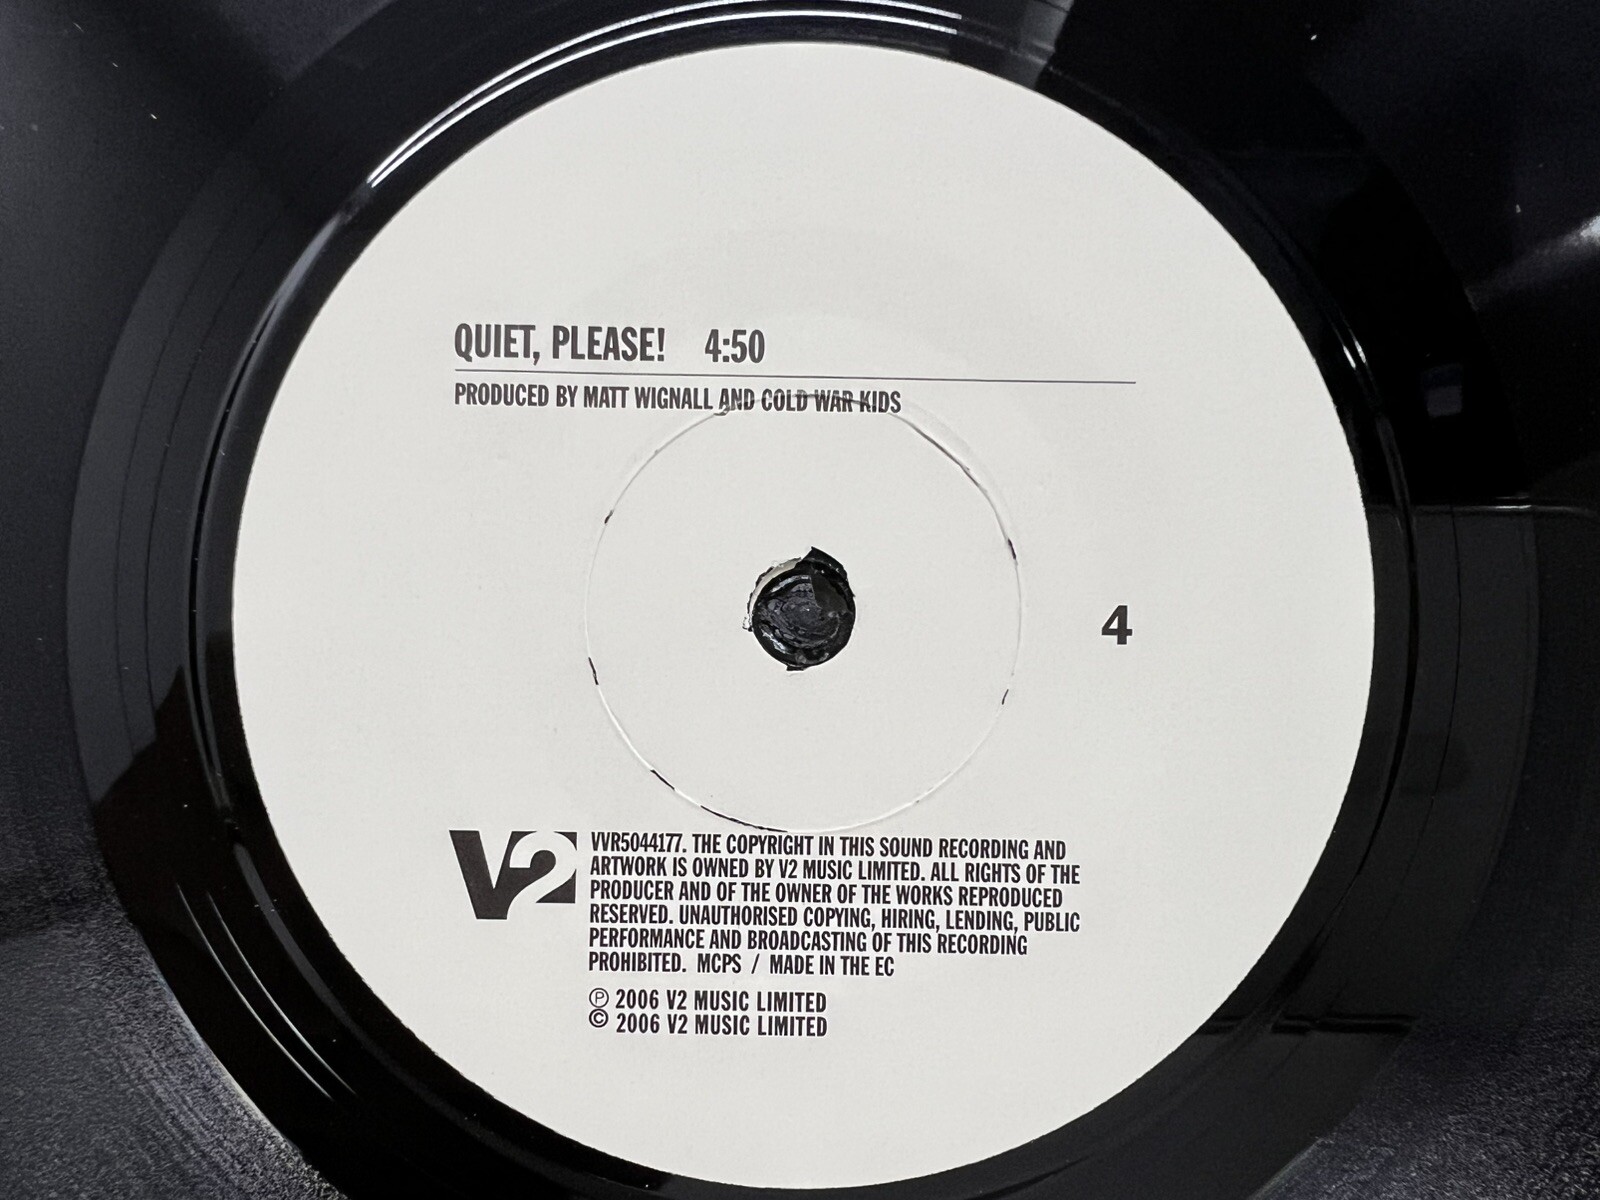 QUIET, PLEASE! 4:50
PRODUCED BY MATT WIGNALL AND COLD WAR KIDS
4
V2
VVR5044177. THE COPYRIGHT IN THIS SOUND RECORDING AND
ARTWORK IS OWNED BY V2 MUSIC LIMITED. ALL RIGHTS OF THE
PRODUCER AND OF THE OWNER OF THE WORKS REPRODUCED
RESERVED. UNAUTHORISED COPYING, HIRING, LENDING, PUBLIC
PERFORMANCE AND BROADCASTING OF THIS RECORDING
PROHIBITED. MCPS / MADE IN THE EC
℗ 2006 V2 MUSIC LIMITED
© 2006 V2 MUSIC LIMITED